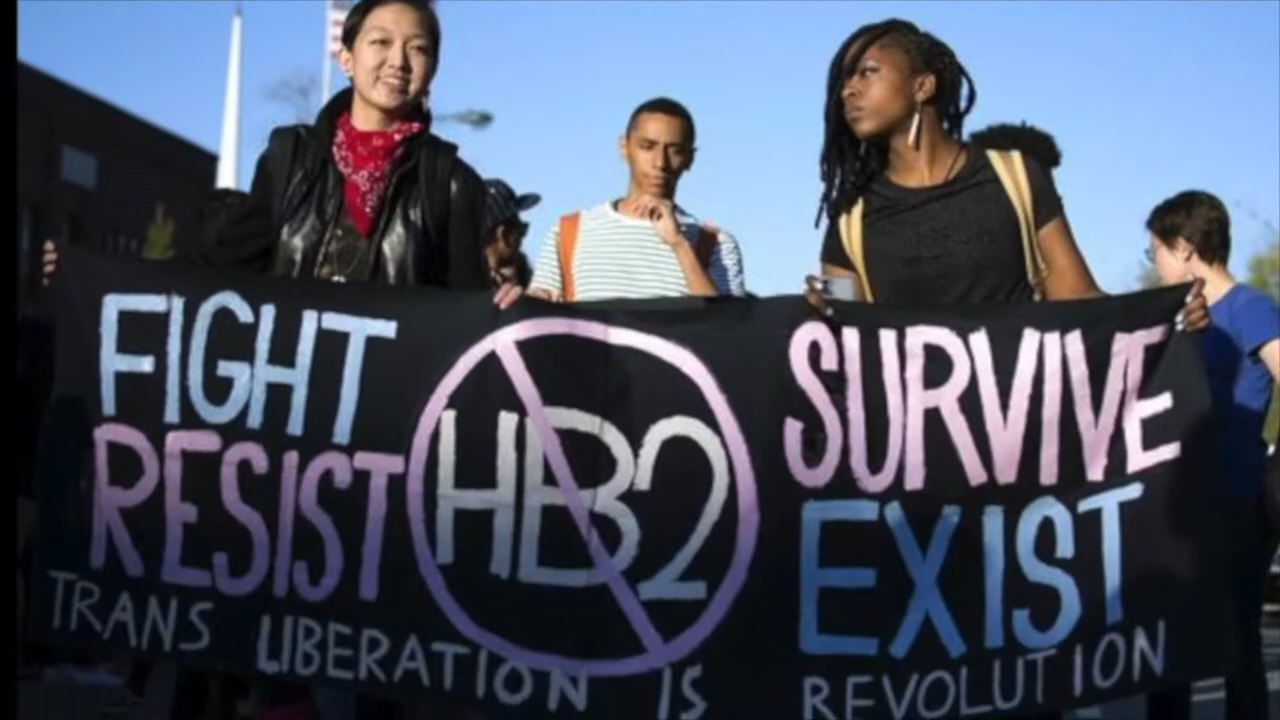 FIGHT
RESIST
HB2
SURVIVE
EXIST
TRANS LIBERATION IS REVOLUTION